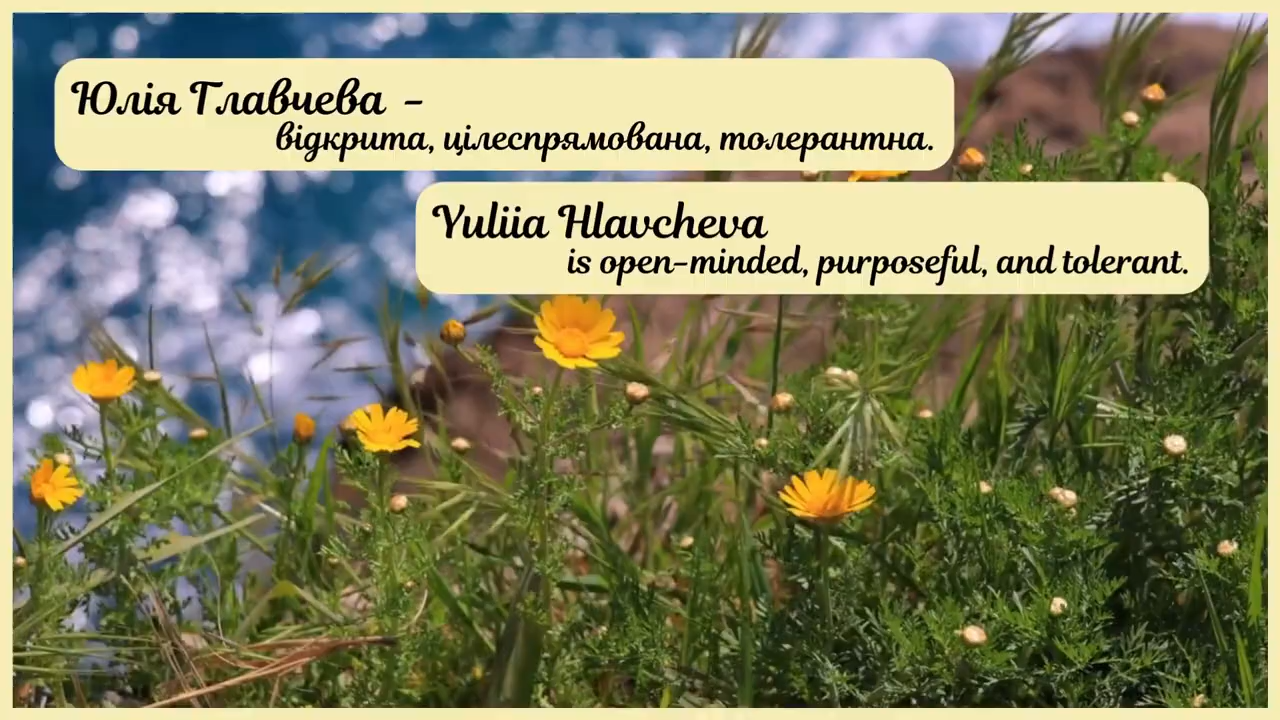 Юлія Главчева –
відкрита, цілеспрямована, толерантна.
Yuliia Hlavcheva
is open-minded, purposeful, and tolerant.